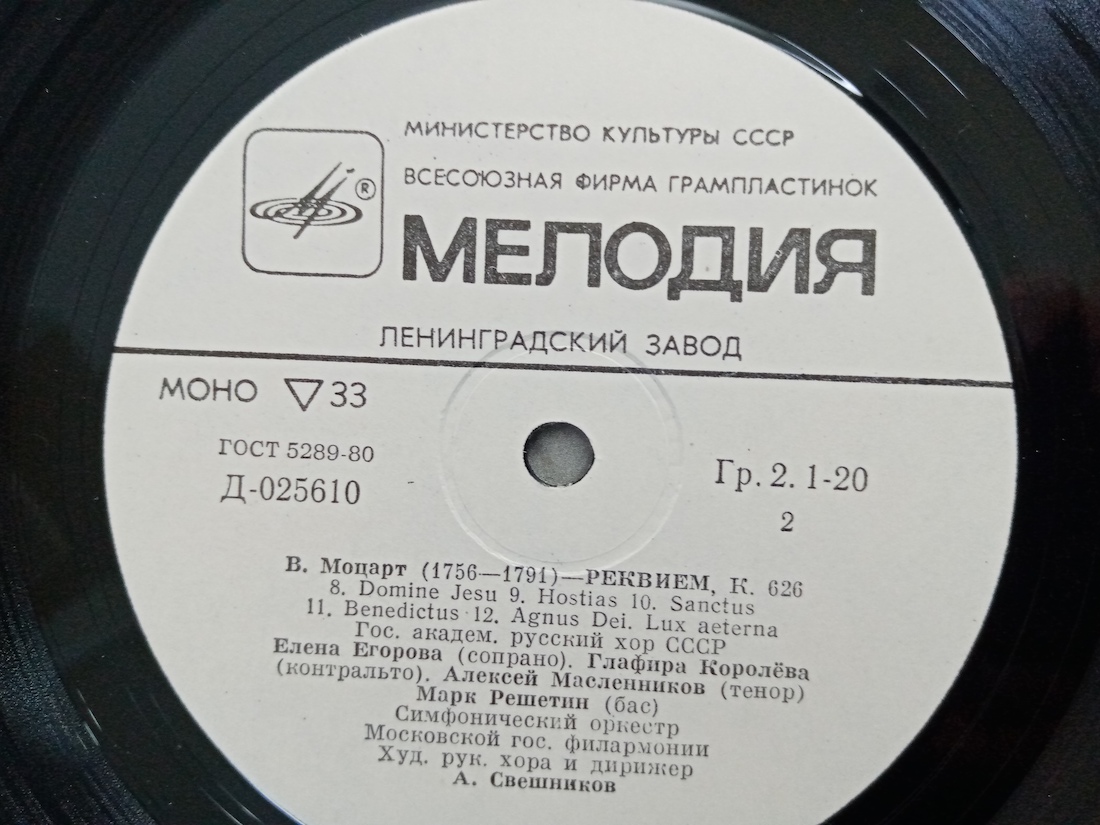 МИНИСТЕРСТВО КУЛЬТУРЫ СССР
ВСЕСОЮЗНАЯ ФИРМА ГРАМПЛАСТИНОК
®
МЕЛОДИЯ
ЛЕНИНГРАДСКИЙ ЗАВОД
МОНО ▽ 33
ГОСТ 5289-80
Д-025610
Гр. 2. 1-20
2
В. Моцарт (1756—1791)—РЕКВИЕМ, К. 626
8. Domine Jesu 9. Hostias 10. Sanctus
11. Benedictus 12. Agnus Dei. Lux aeterna
Гос. академ. русский хор СССР
Елена Егорова (сопрано). Глафира Королёва
(контральто). Алексей Масленников (тенор)
Марк Решетин (бас)
Симфонический оркестр
Московской гос. филармонии
Худ. рук. хора и дирижер
А. Свешников